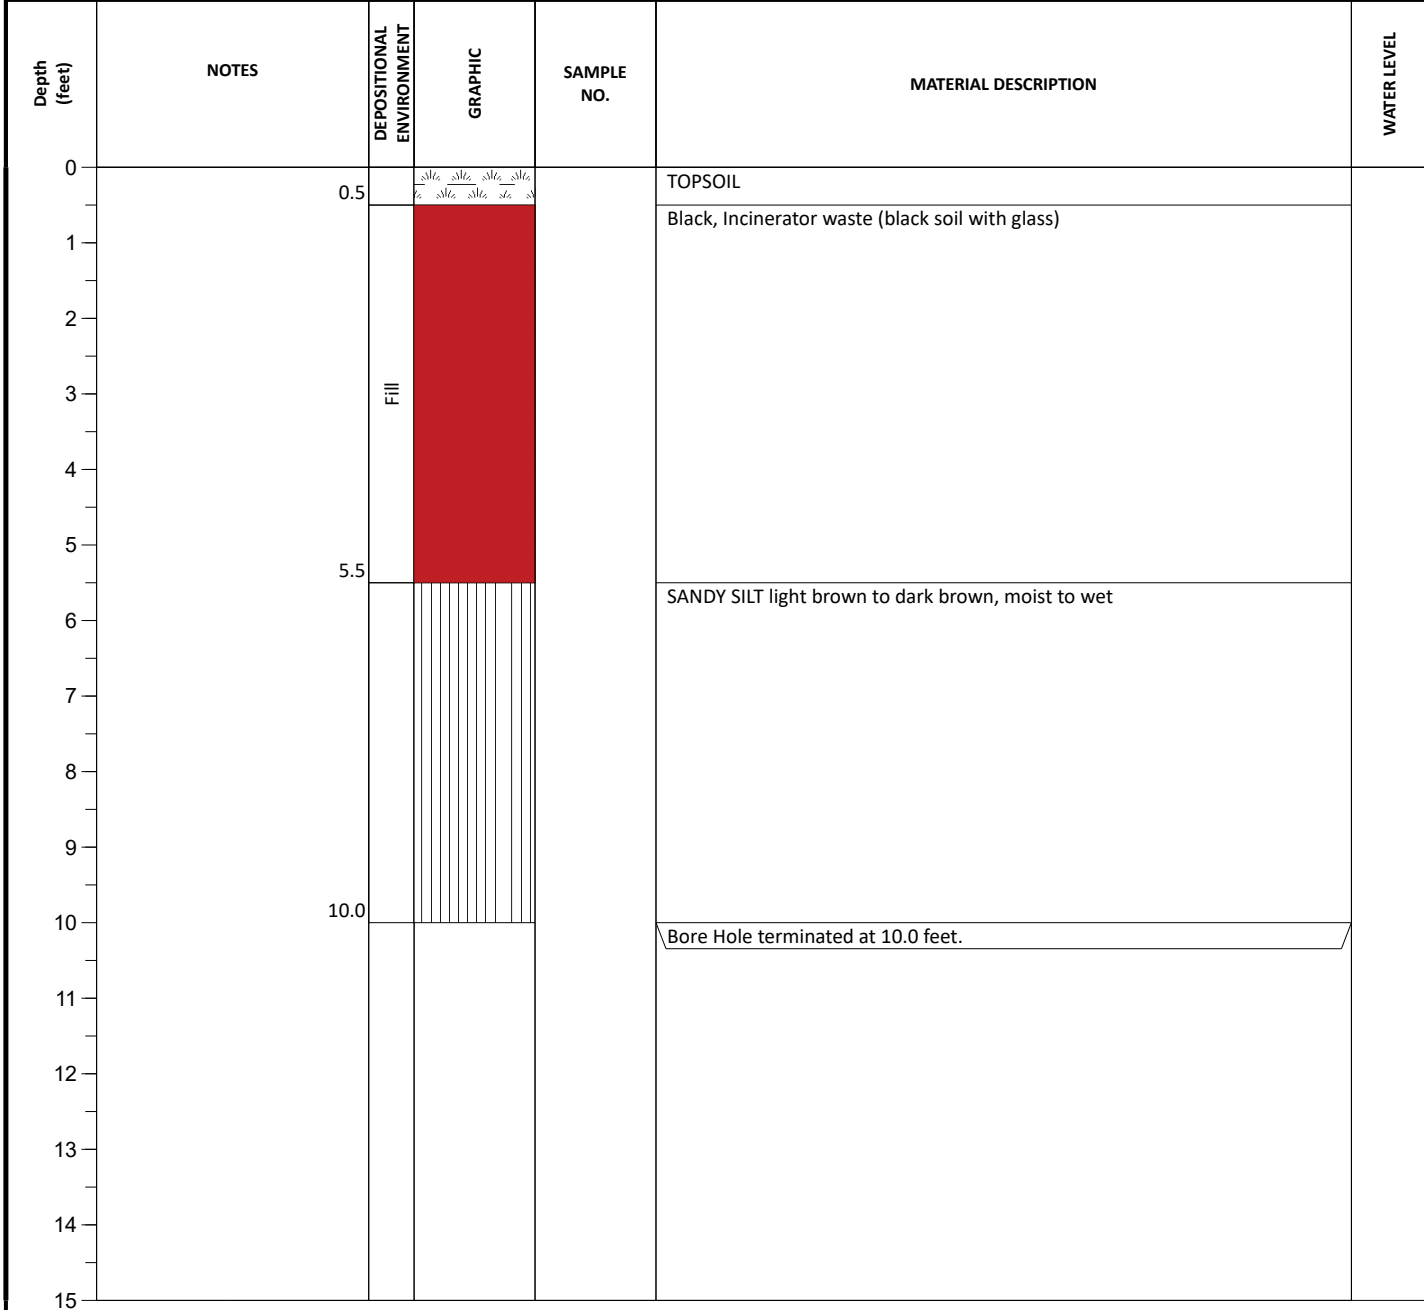 Depth
(feet)
NOTES
DEPOSITIONAL
ENVIRONMENT
GRAPHIC
SAMPLE
NO.
MATERIAL DESCRIPTION
WATER LEVEL
0
0.5
TOPSOIL
Black, Incinerator waste (black soil with glass)
1
2
3
Fill
4
5
5.5
SANDY SILT light brown to dark brown, moist to wet
6
7
8
9
10.0
10
Bore Hole terminated at 10.0 feet.
11
12
13
14
15